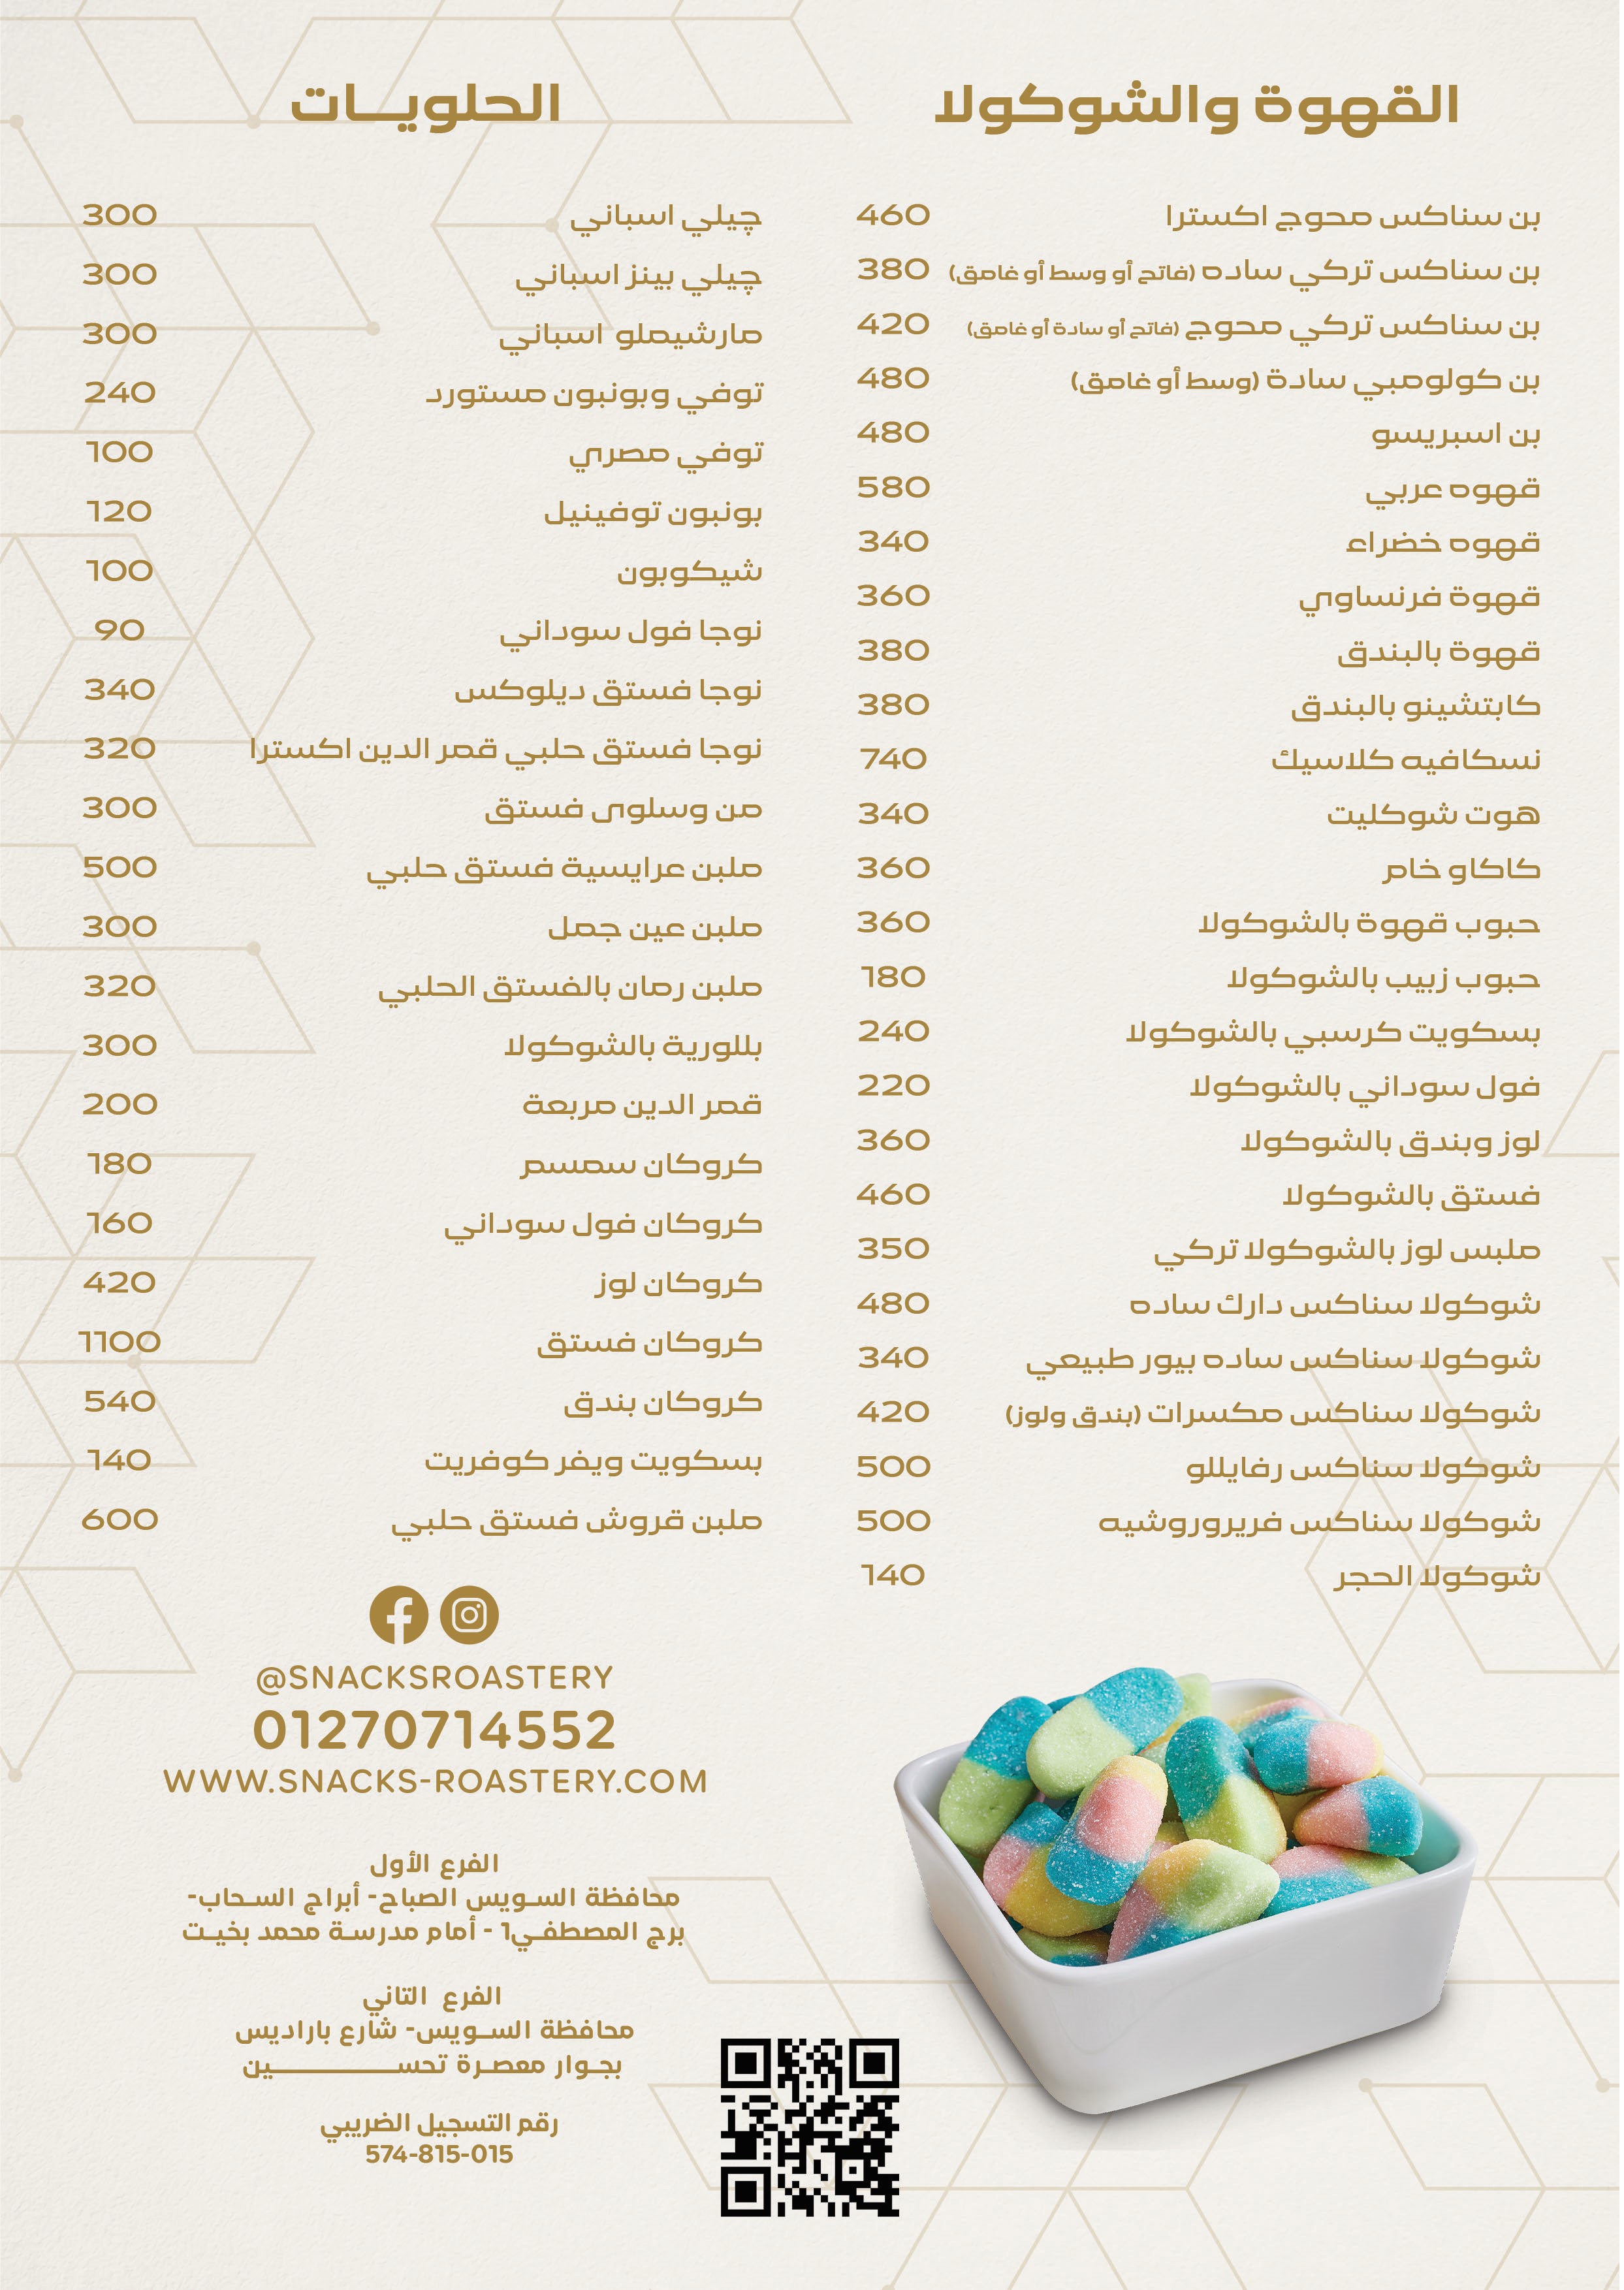 القهوة والشوكولا
بن سناكس محوج اكسترا 460
بن سناكس تركي ساده (فاتح أو وسط أو غامق) 380
بن سناكس تركي محوج (فاتح أو سادة أو غامق) 420
بن كولومبي سادة (وسط أو غامق) 480
بن اسبريسو 480
قهوه عربي 580
قهوه خضراء 340
قهوة فرنساوي 360
قهوة بالبندق 380
كابتشينو بالبندق 380
نسكافيه كلاسيك 740
هوت شوكليت 340
كاكاو خام 360
حبوب قهوة بالشوكولا 360
حبوب زبيب بالشوكولا 180
بسكويت كرسبي بالشوكولا 240
فول سوداني بالشوكولا 220
لوز وبندق بالشوكولا 360
فستق بالشوكولا 460
ملبس لوز بالشوكولا تركي 350
شوكولا سناكس دارك ساده 480
شوكولا سناكس ساده بيور طبيعي 340
شوكولا سناكس مكسرات (بندق ولوز) 420
شوكولا سناكس رفايللو 500
شوكولا سناكس فريروروشيه 500
شوكولا الحجر 140
الحلويــات
چيلي اسباني 300
چيلي بينز اسباني 300
مارشيملو اسباني 300
توفي وبونبون مستورد 240
توفي مصري 100
بونبون توفينيل 120
شيكوبون 100
نوجا فول سوداني 90
نوجا فستق ديلوكس 340
نوجا فستق حلبي قمر الدين اكسترا 320
من وسلوى فستق 300
ملبن عرايسية فستق حلبي 500
ملبن عين جمل 300
ملبن رمان بالفستق الحلبي 320
بللورية بالشوكولا 300
قمر الدين مربعة 200
كروكان سمسم 180
كروكان فول سوداني 160
كروكان لوز 420
كروكان فستق 1100
كروكان بندق 540
بسكويت ويفر كوفريت 140
ملبن قروش فستق حلبي 600
@SNACKSROASTERY
01270714552
WWW.SNACKS-ROASTERY.COM
الفرع الأول
محافظة السـويس الصباح- أبراج السـحاب-
برج المصطفـي1 - أمام مدرسـة محمد بخيـت
الفرع التاني
محافظة السـويس- شارع باراديس
بجـوار معصـرة تحســــــــين
رقم التسجيل الضريبي
574-815-015